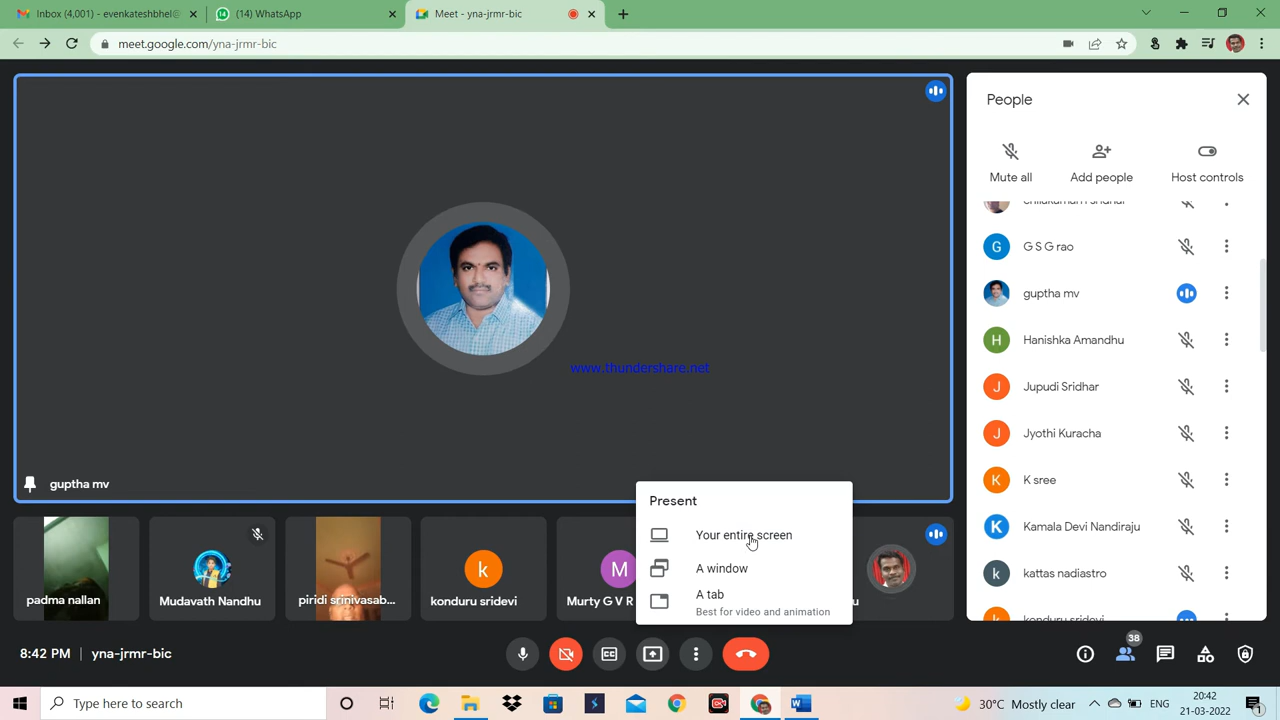 Inbox (4,001) - evenkateshbhel@
(14) WhatsApp
Meet - yna-jrmr-bic
meet.google.com/yna-jrmr-bic
People
Mute all
Add people
Host controls
G S G rao
guptha mv
Hanishka Amandhu
Jupudi Sridhar
Jyothi Kuracha
K sree
Kamala Devi Nandiraju
kattas nadiastro
konduru sridevi
www.thundershare.net
guptha mv
Present
Your entire screen
A window
A tab
Best for video and animation
padma nallan
Mudavath Nandhu
piridi srinivasab...
konduru sridevi
Murty G V R
8:42 PM | yna-jrmr-bic
38
Type here to search
30°C Mostly clear
ENG
20:42
21-03-2022
1